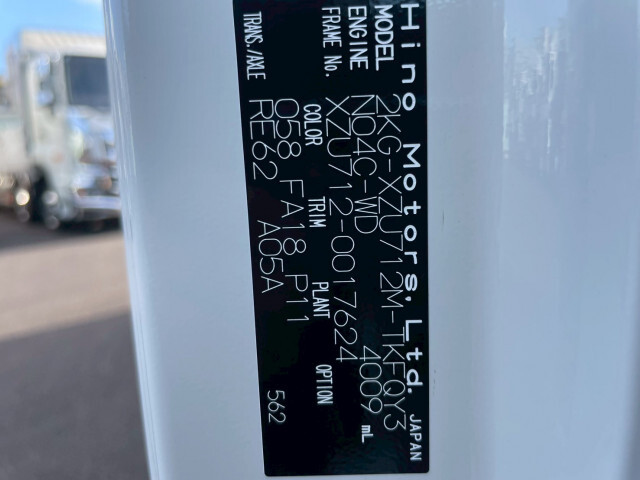 Hino Motors, Ltd. JAPAN
MODEL 2KG-XZU712M-TKFQY3
ENGINE N04C-WD 4009 mL
FRAME No. XZU712-0017624
COLOR TRIM PLANT OPTION
058 FA18 P11
TRANS./AXLE RE62 A05A 562